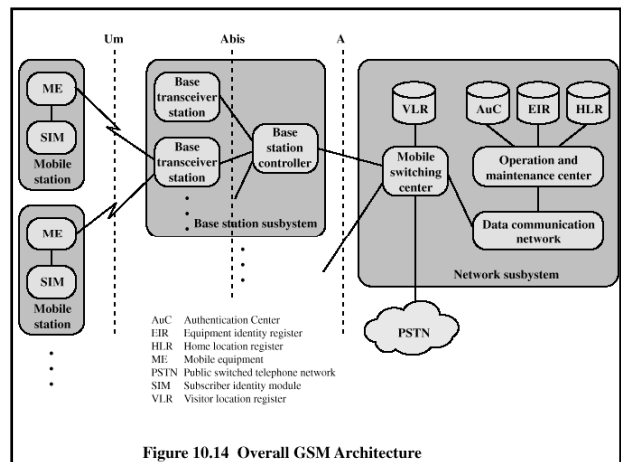 Um
Abis
A
ME
SIM
Mobile
station
ME
SIM
Mobile
station
Base
transceiver
station
Base
transceiver
station
Base
station
controller
Base station susbystem
VLR
AuC
EIR
HLR
Mobile
switching
center
Operation and
maintenance center
Data communication
network
Network susbystem
PSTN
AuC Authentication Center
EIR Equipment identity register
HLR Home location register
ME Mobile equipment
PSTN Public switched telephone network
SIM Subscriber identity module
VLR Visitor location register
Figure 10.14 Overall GSM Architecture